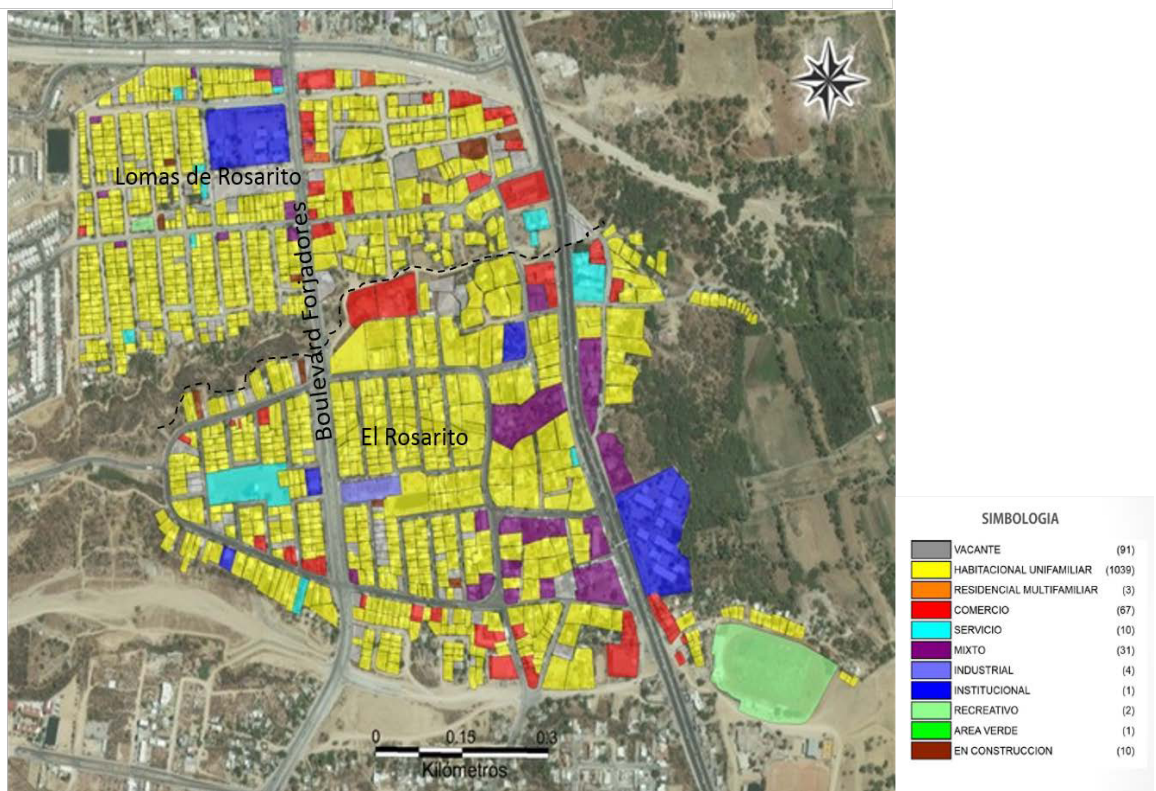 Lomas de Rosarito
Boulevard Forjadores
El Rosarito
0 0.15 0.3
Kilómetros
SIMBOLOGIA
VACANTE (91)
HABITACIONAL UNIFAMILIAR (1039)
RESIDENCIAL MULTIFAMILIAR (3)
COMERCIO (67)
SERVICIO (10)
MIXTO (31)
INDUSTRIAL (4)
INSTITUCIONAL (1)
RECREATIVO (2)
AREA VERDE (1)
EN CONSTRUCCION (10)